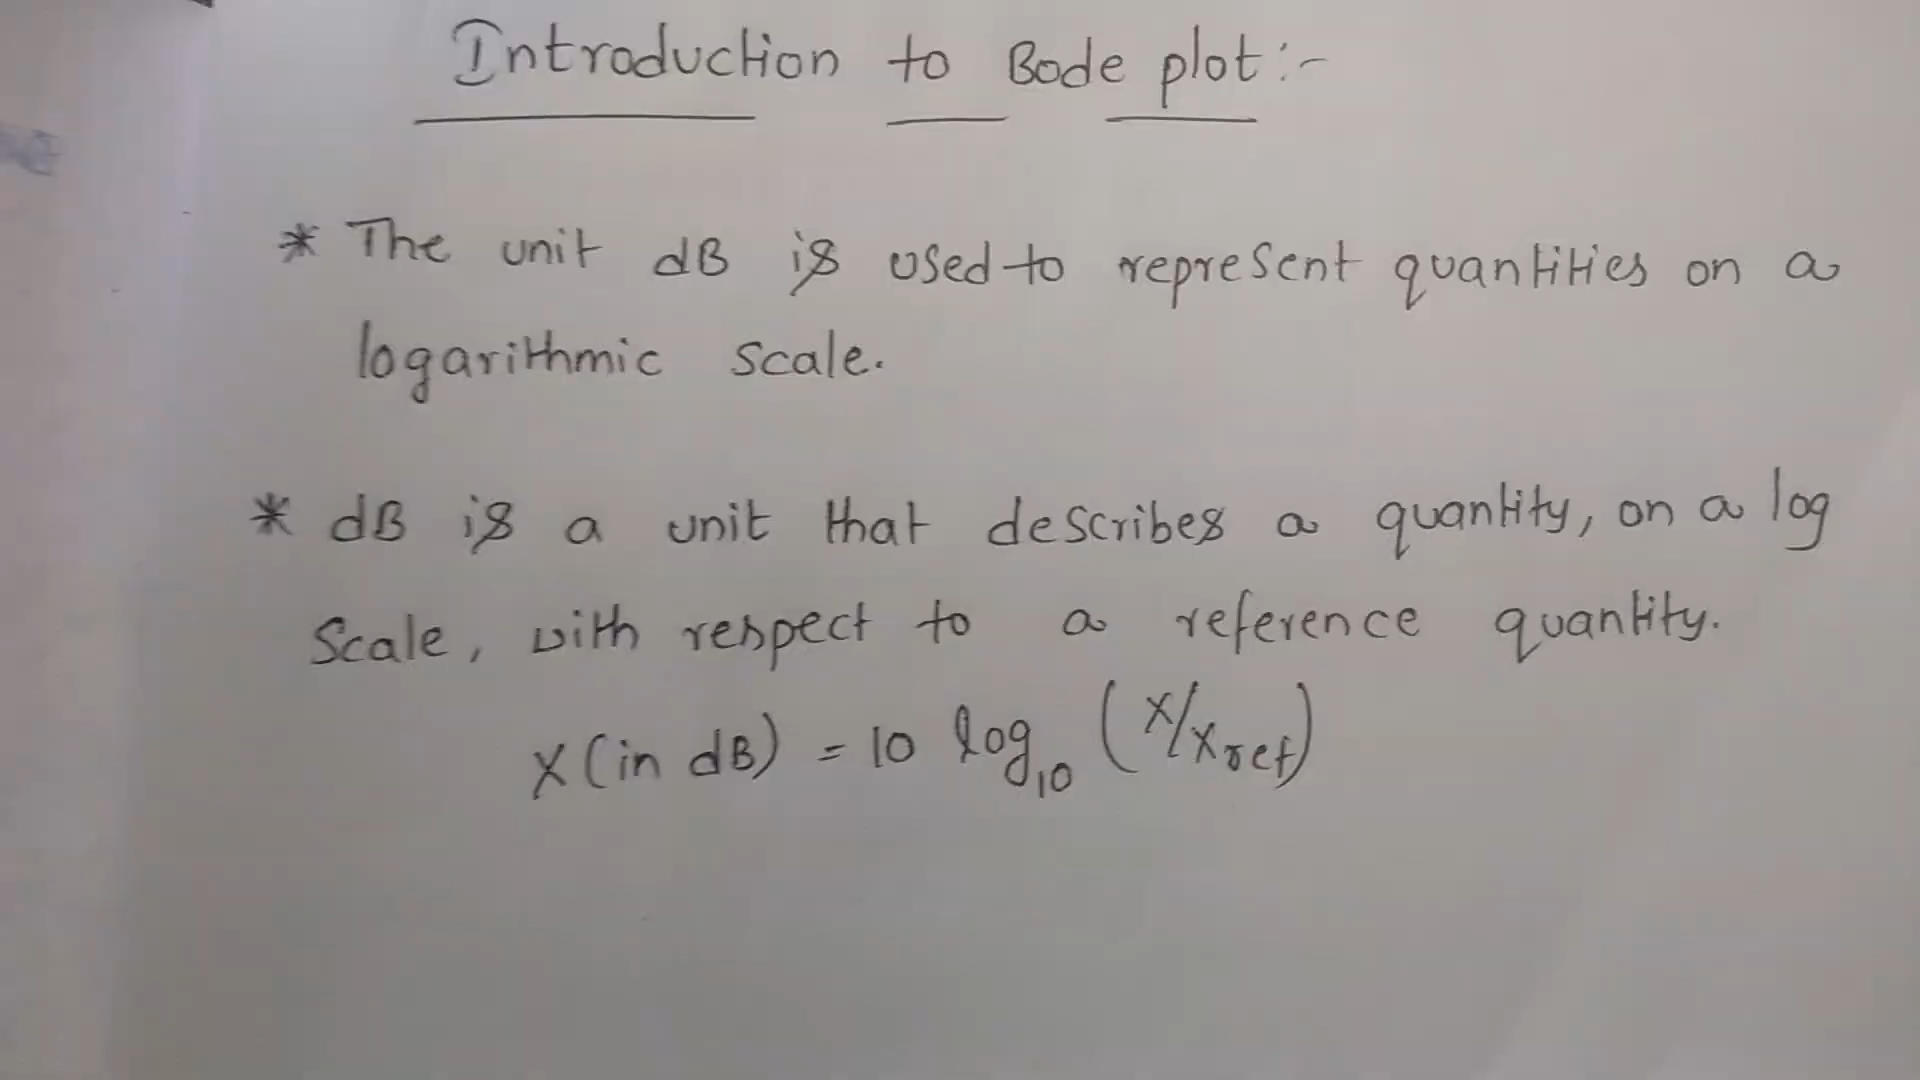 Introduction to Bode plot:-
* The unit dB is used to represent quantities on a
logarithmic scale.
* dB is a unit that describes a quantity, on a log
Scale, with respect to a reference quantity.
X (in dB) = 10 log₁₀ (X/Xref)